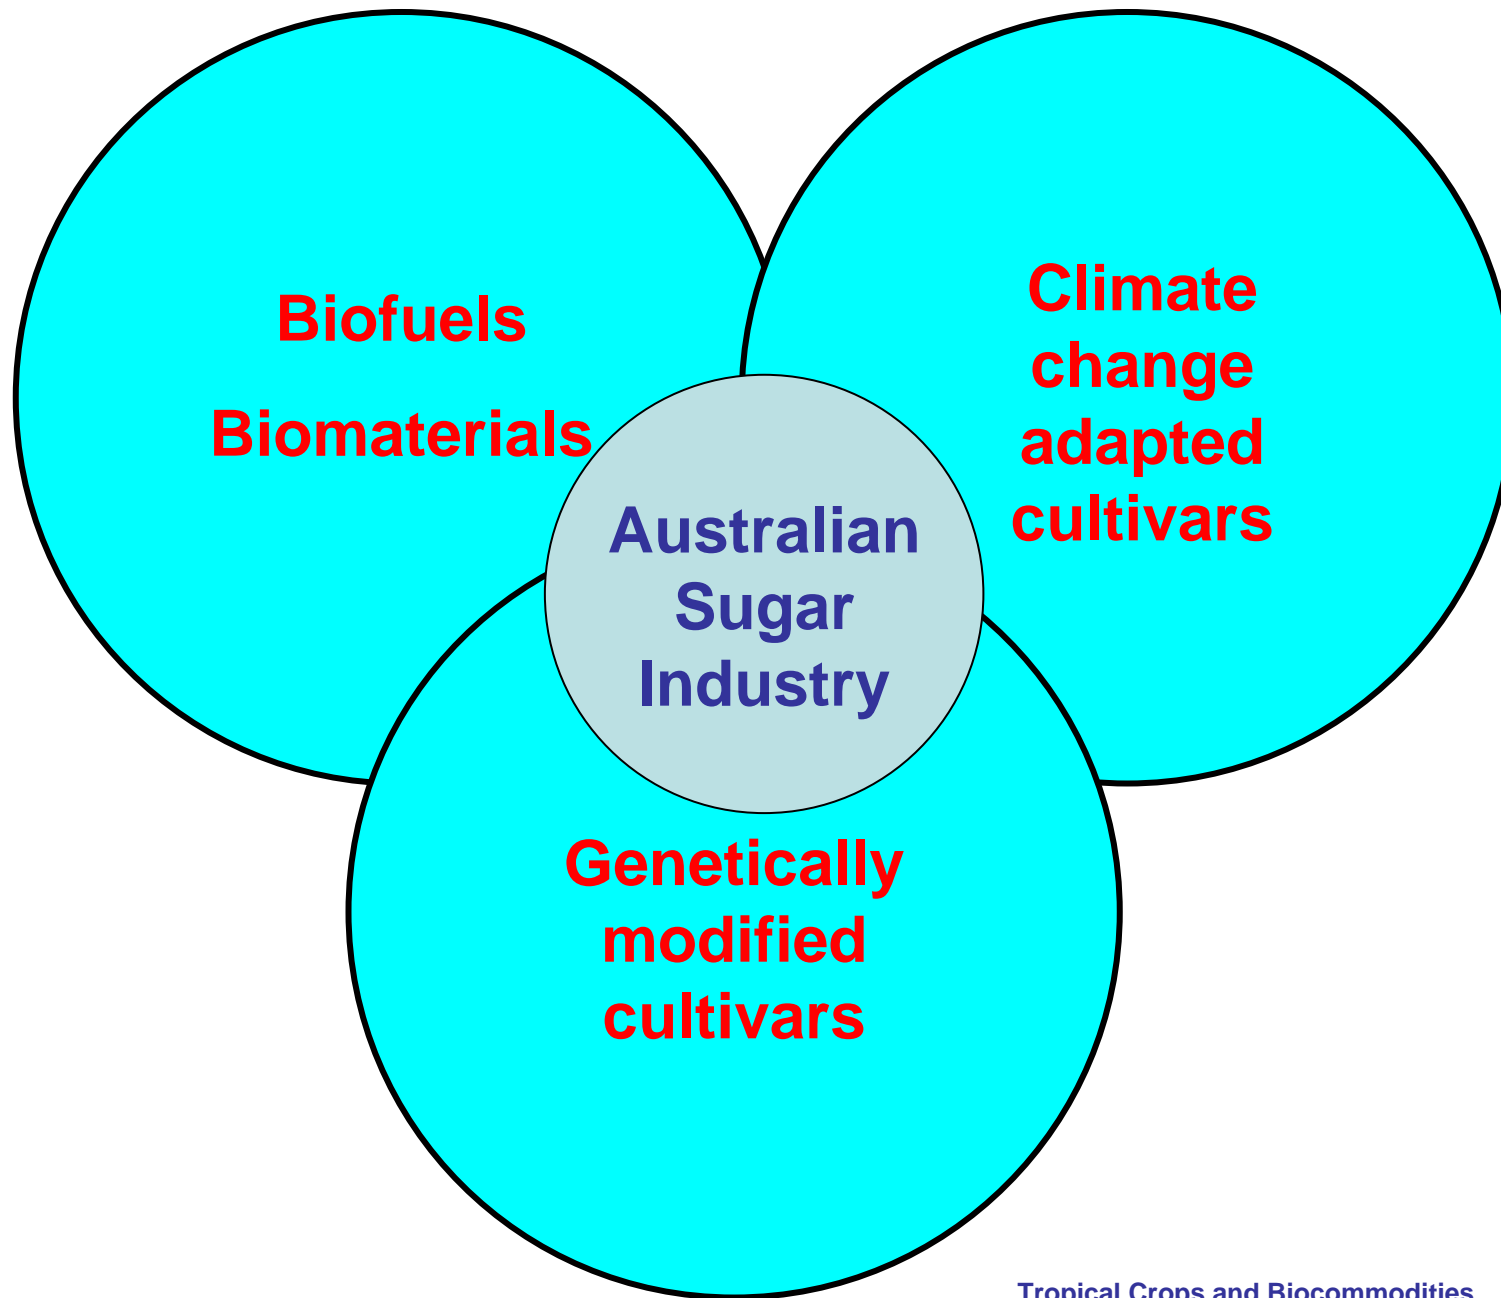 Biofuels
Biomaterials
Climate
change
adapted
cultivars
Australian
Sugar
Industry
Genetically
modified
cultivars
Tropical Crops and Biocommodities